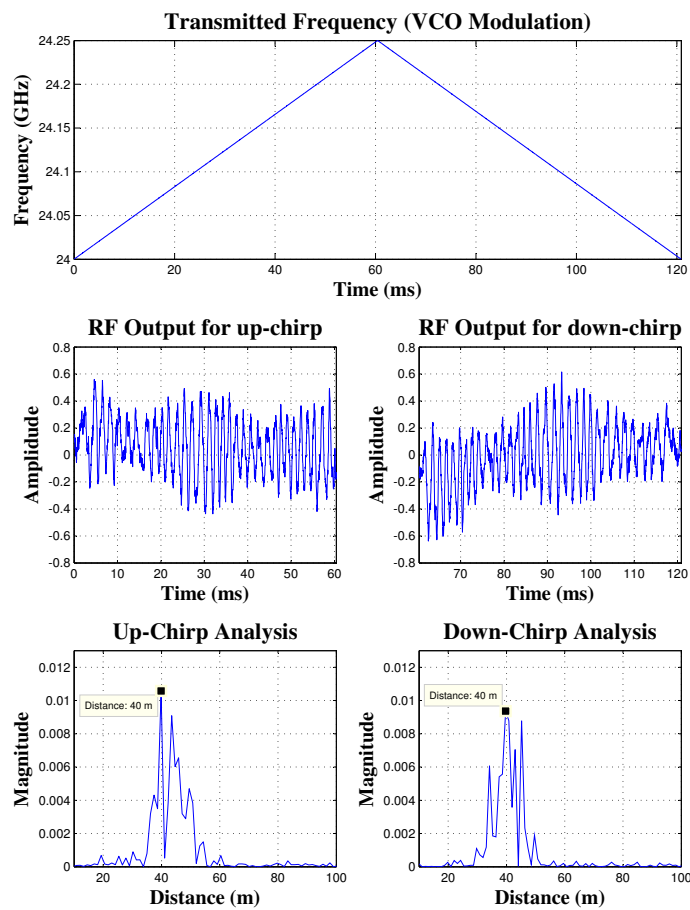 Transmitted Frequency (VCO Modulation)
Frequency (GHz)
24.25
24.2
24.15
24.1
24.05
24
0 20 40 60 80 100 120
Time (ms)
RF Output for up-chirp
Amplidude
0.8
0.6
0.4
0.2
0
-0.2
-0.4
-0.6
-0.8
0 10 20 30 40 50 60
Time (ms)
RF Output for down-chirp
Amplidude
0.8
0.6
0.4
0.2
0
-0.2
-0.4
-0.6
-0.8
70 80 90 100 110 120
Time (ms)
Up-Chirp Analysis
Magnitude
0.012
0.01
0.008
0.006
0.004
0.002
0
Distance: 40 m
20 40 60 80 100
Distance (m)
Down-Chirp Analysis
Magnitude
0.012
0.01
0.008
0.006
0.004
0.002
0
Distance: 40 m
20 40 60 80 100
Distance (m)